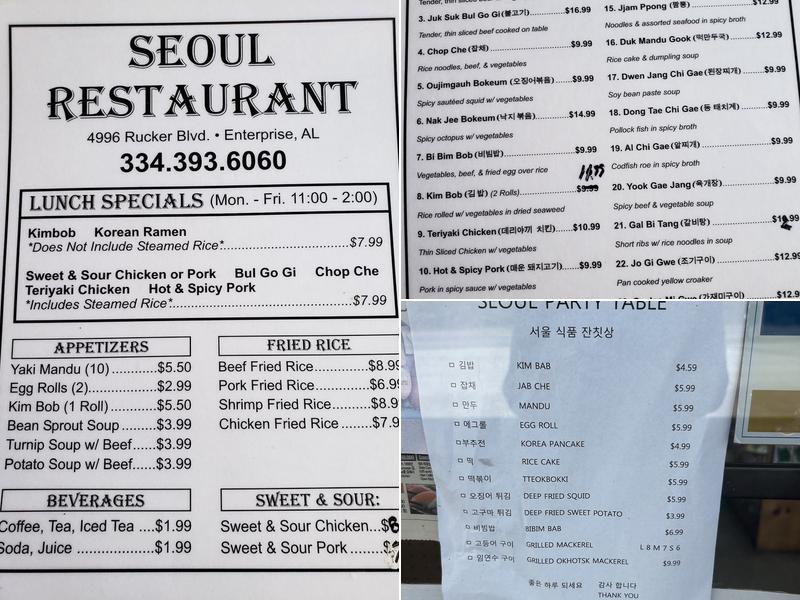 SEOUL
RESTAURANT
4996 Rucker Blvd. • Enterprise, AL
334.393.6060
LUNCH SPECIALS (Mon. - Fri. 11:00 - 2:00)
Kimbob Korean Ramen
*Does Not Include Steamed Rice*...$7.99
Sweet & Sour Chicken or Pork Bul Go Gi Chop Che
Teriyaki Chicken Hot & Spicy Pork
*Includes Steamed Rice*...$7.99
APPETIZERS
Yaki Mandu (10)...$5.50
Egg Rolls (2)...$2.99
Kim Bob (1 Roll)...$5.50
Bean Sprout Soup...$3.99
Turnip Soup w/ Beef...$3.99
Potato Soup w/ Beef...$3.99
FRIED RICE
Beef Fried Rice...$8.99
Pork Fried Rice...$6.99
Shrimp Fried Rice...$8.9
Chicken Fried Rice...$7.9
BEVERAGES
Coffee, Tea, Iced Tea...$1.99
Soda, Juice...$1.99
SWEET & SOUR:
Sweet & Sour Chicken...$8
Sweet & Sour Pork...$
3. Juk Suk Bul Go Gi (불고기)...$16.99
Tender, thin sliced beef cooked on table
4. Chop Che (잡채)...$9.99
Rice noodles, beef, & vegetables
5. Oujimgauh Bokeum (오징어볶음)...$9.99
Spicy sautéed squid w/ vegetables
6. Nak Jee Bokeum (낙지 볶음)...$14.99
Spicy octopus w/ vegetables
7. Bi Bim Bob (비빔밥)...$9.99
Vegetables, beef, & fried egg over rice
8. Kim Bob (김 밥) (2 Rolls)...$9.99
Rice rolled w/ vegetables in dried seaweed
9. Teriyaki Chicken (데리아끼 치킨)...$10.99
Thin Sliced Chicken w/ vegetables
10. Hot & Spicy Pork (매운 돼지고기)...$9.99
Pork in spicy sauce w/ vegetables
15. Jjam Ppong (짬뽕)...$12.99
Noodles & assorted seafood in spicy broth
16. Duk Mandu Gook (떡만두국)...$12.99
Rice cake & dumpling soup
17. Dwen Jang Chi Gae (된장찌개)...$9.99
Soy bean paste soup
18. Dong Tae Chi Gae (동 태치게)...$9.99
Pollock fish in spicy broth
19. Al Chi Gae (알찌개)...$9.99
Codfish roe in spicy broth
20. Yook Gae Jang (육개장)...$9.99
Spicy beef & vegetable soup
21. Gal Bi Tang (갈비탕)
Short ribs w/ rice noodles in soup
22. Jo Gi Gwe (조기구이)...$12.99
Pan cooked yellow croaker
Gwe (가재미구이)...$12.9
SEOUL PARTY TABLE
서울 식품 잔칫상
□ 김밥 KIM BAB $4.59
□ 잡채 JAB CHE $5.99
□ 만두 MANDU $5.99
□ 에그롤 EGG ROLL $5.99
□부추전 KOREA PANCAKE $4.99
□ 떡 RICE CAKE $5.99
□ 떡볶이 TTEOKBOKKI $5.99
□ 오징어 튀김 DEEP FRIED SQUID $5.99
□ 고구마 튀김 DEEP FRIED SWEET POTATO $3.99
□ 비빔밥 BIBIM BAB $6.99
□ 고등어 구이 GRILLED MACKEREL L8M7S6
□ 임연수 구이 GRILLED OKHOTSK MACKEREL $9.99
좋은 하루 되세요 감사 합니다
THANK YOU